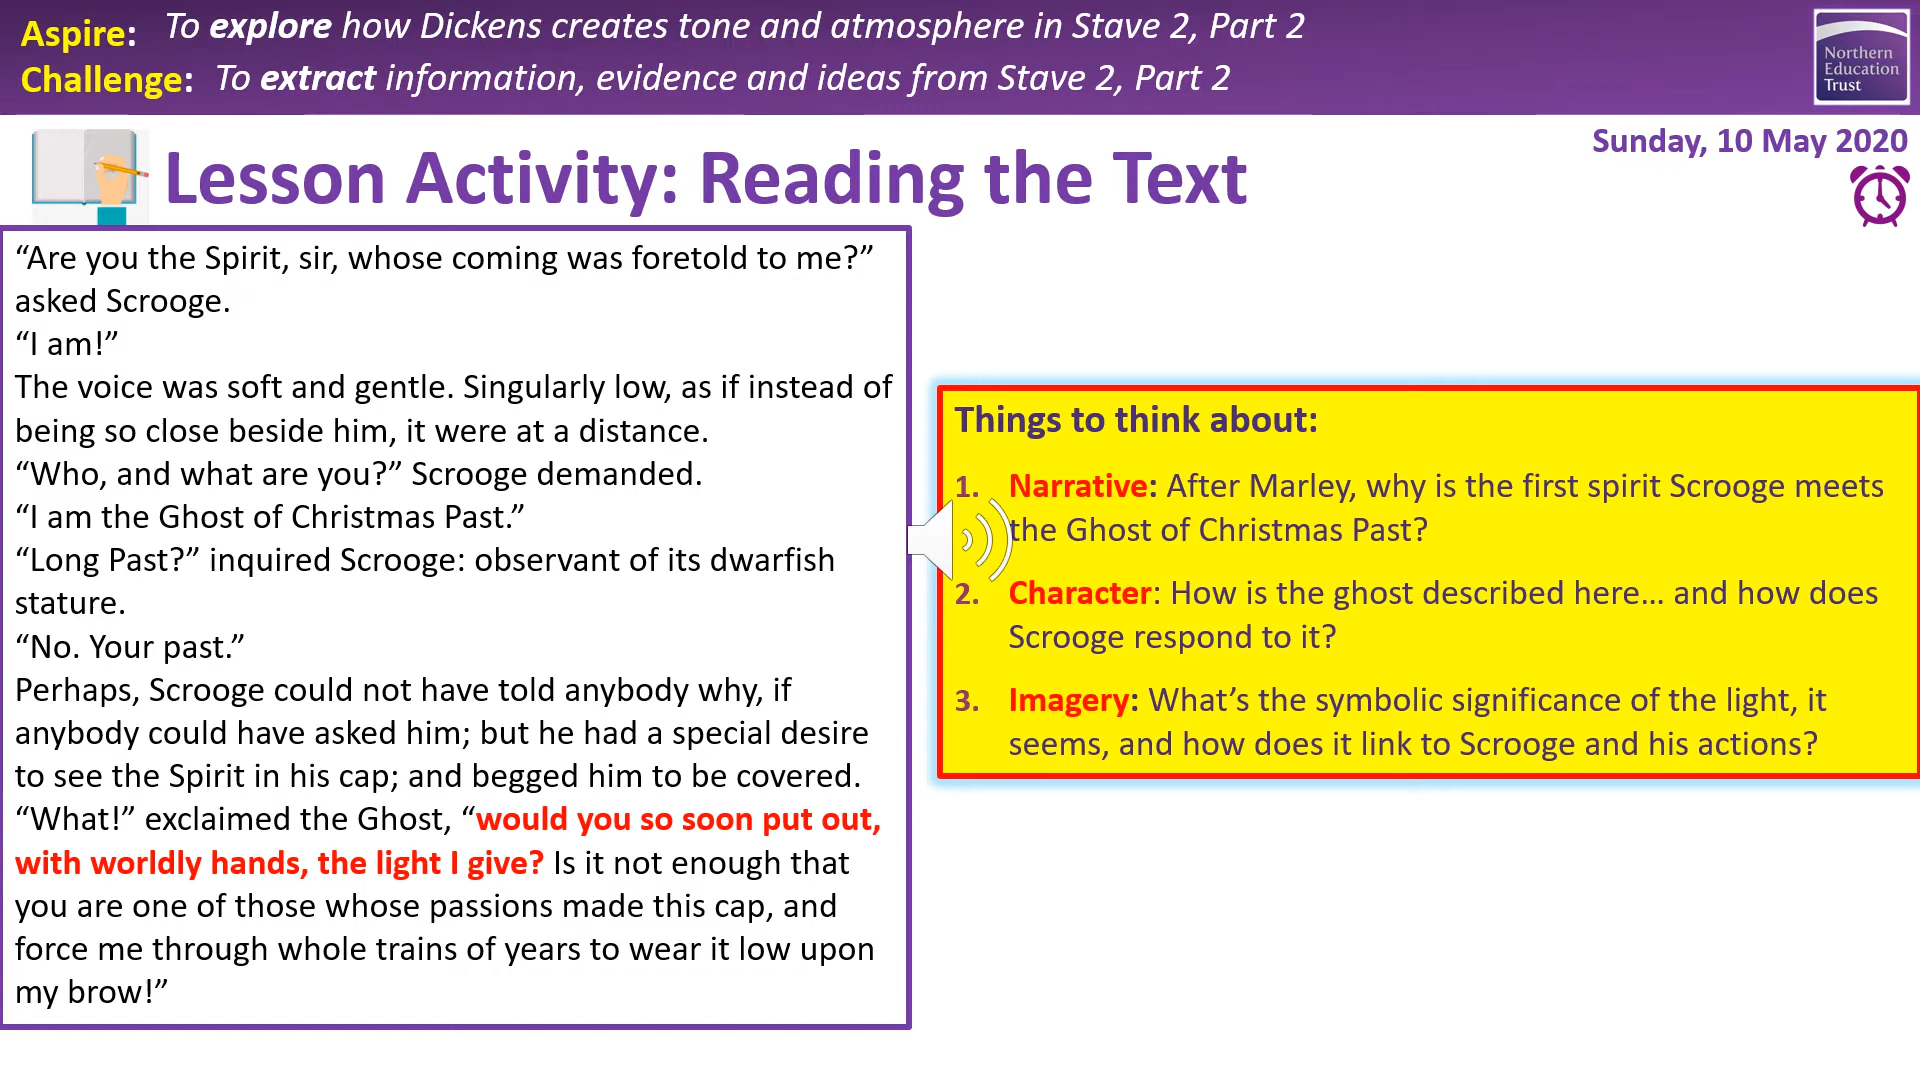 Aspire: To explore how Dickens creates tone and atmosphere in Stave 2, Part 2
Challenge: To extract information, evidence and ideas from Stave 2, Part 2
Northern
Education
Trust
Sunday, 10 May 2020
Lesson Activity: Reading the Text
“Are you the Spirit, sir, whose coming was foretold to me?”
asked Scrooge.
“I am!”
The voice was soft and gentle. Singularly low, as if instead of
being so close beside him, it were at a distance.
“Who, and what are you?” Scrooge demanded.
“I am the Ghost of Christmas Past.”
“Long Past?” inquired Scrooge: observant of its dwarfish
stature.
“No. Your past.”
Perhaps, Scrooge could not have told anybody why, if
anybody could have asked him; but he had a special desire
to see the Spirit in his cap; and begged him to be covered.
“What!” exclaimed the Ghost, “would you so soon put out,
with worldly hands, the light I give? Is it not enough that
you are one of those whose passions made this cap, and
force me through whole trains of years to wear it low upon
my brow!”
Things to think about:
1. Narrative: After Marley, why is the first spirit Scrooge meets
the Ghost of Christmas Past?
2. Character: How is the ghost described here... and how does
Scrooge respond to it?
3. Imagery: What’s the symbolic significance of the light, it
seems, and how does it link to Scrooge and his actions?